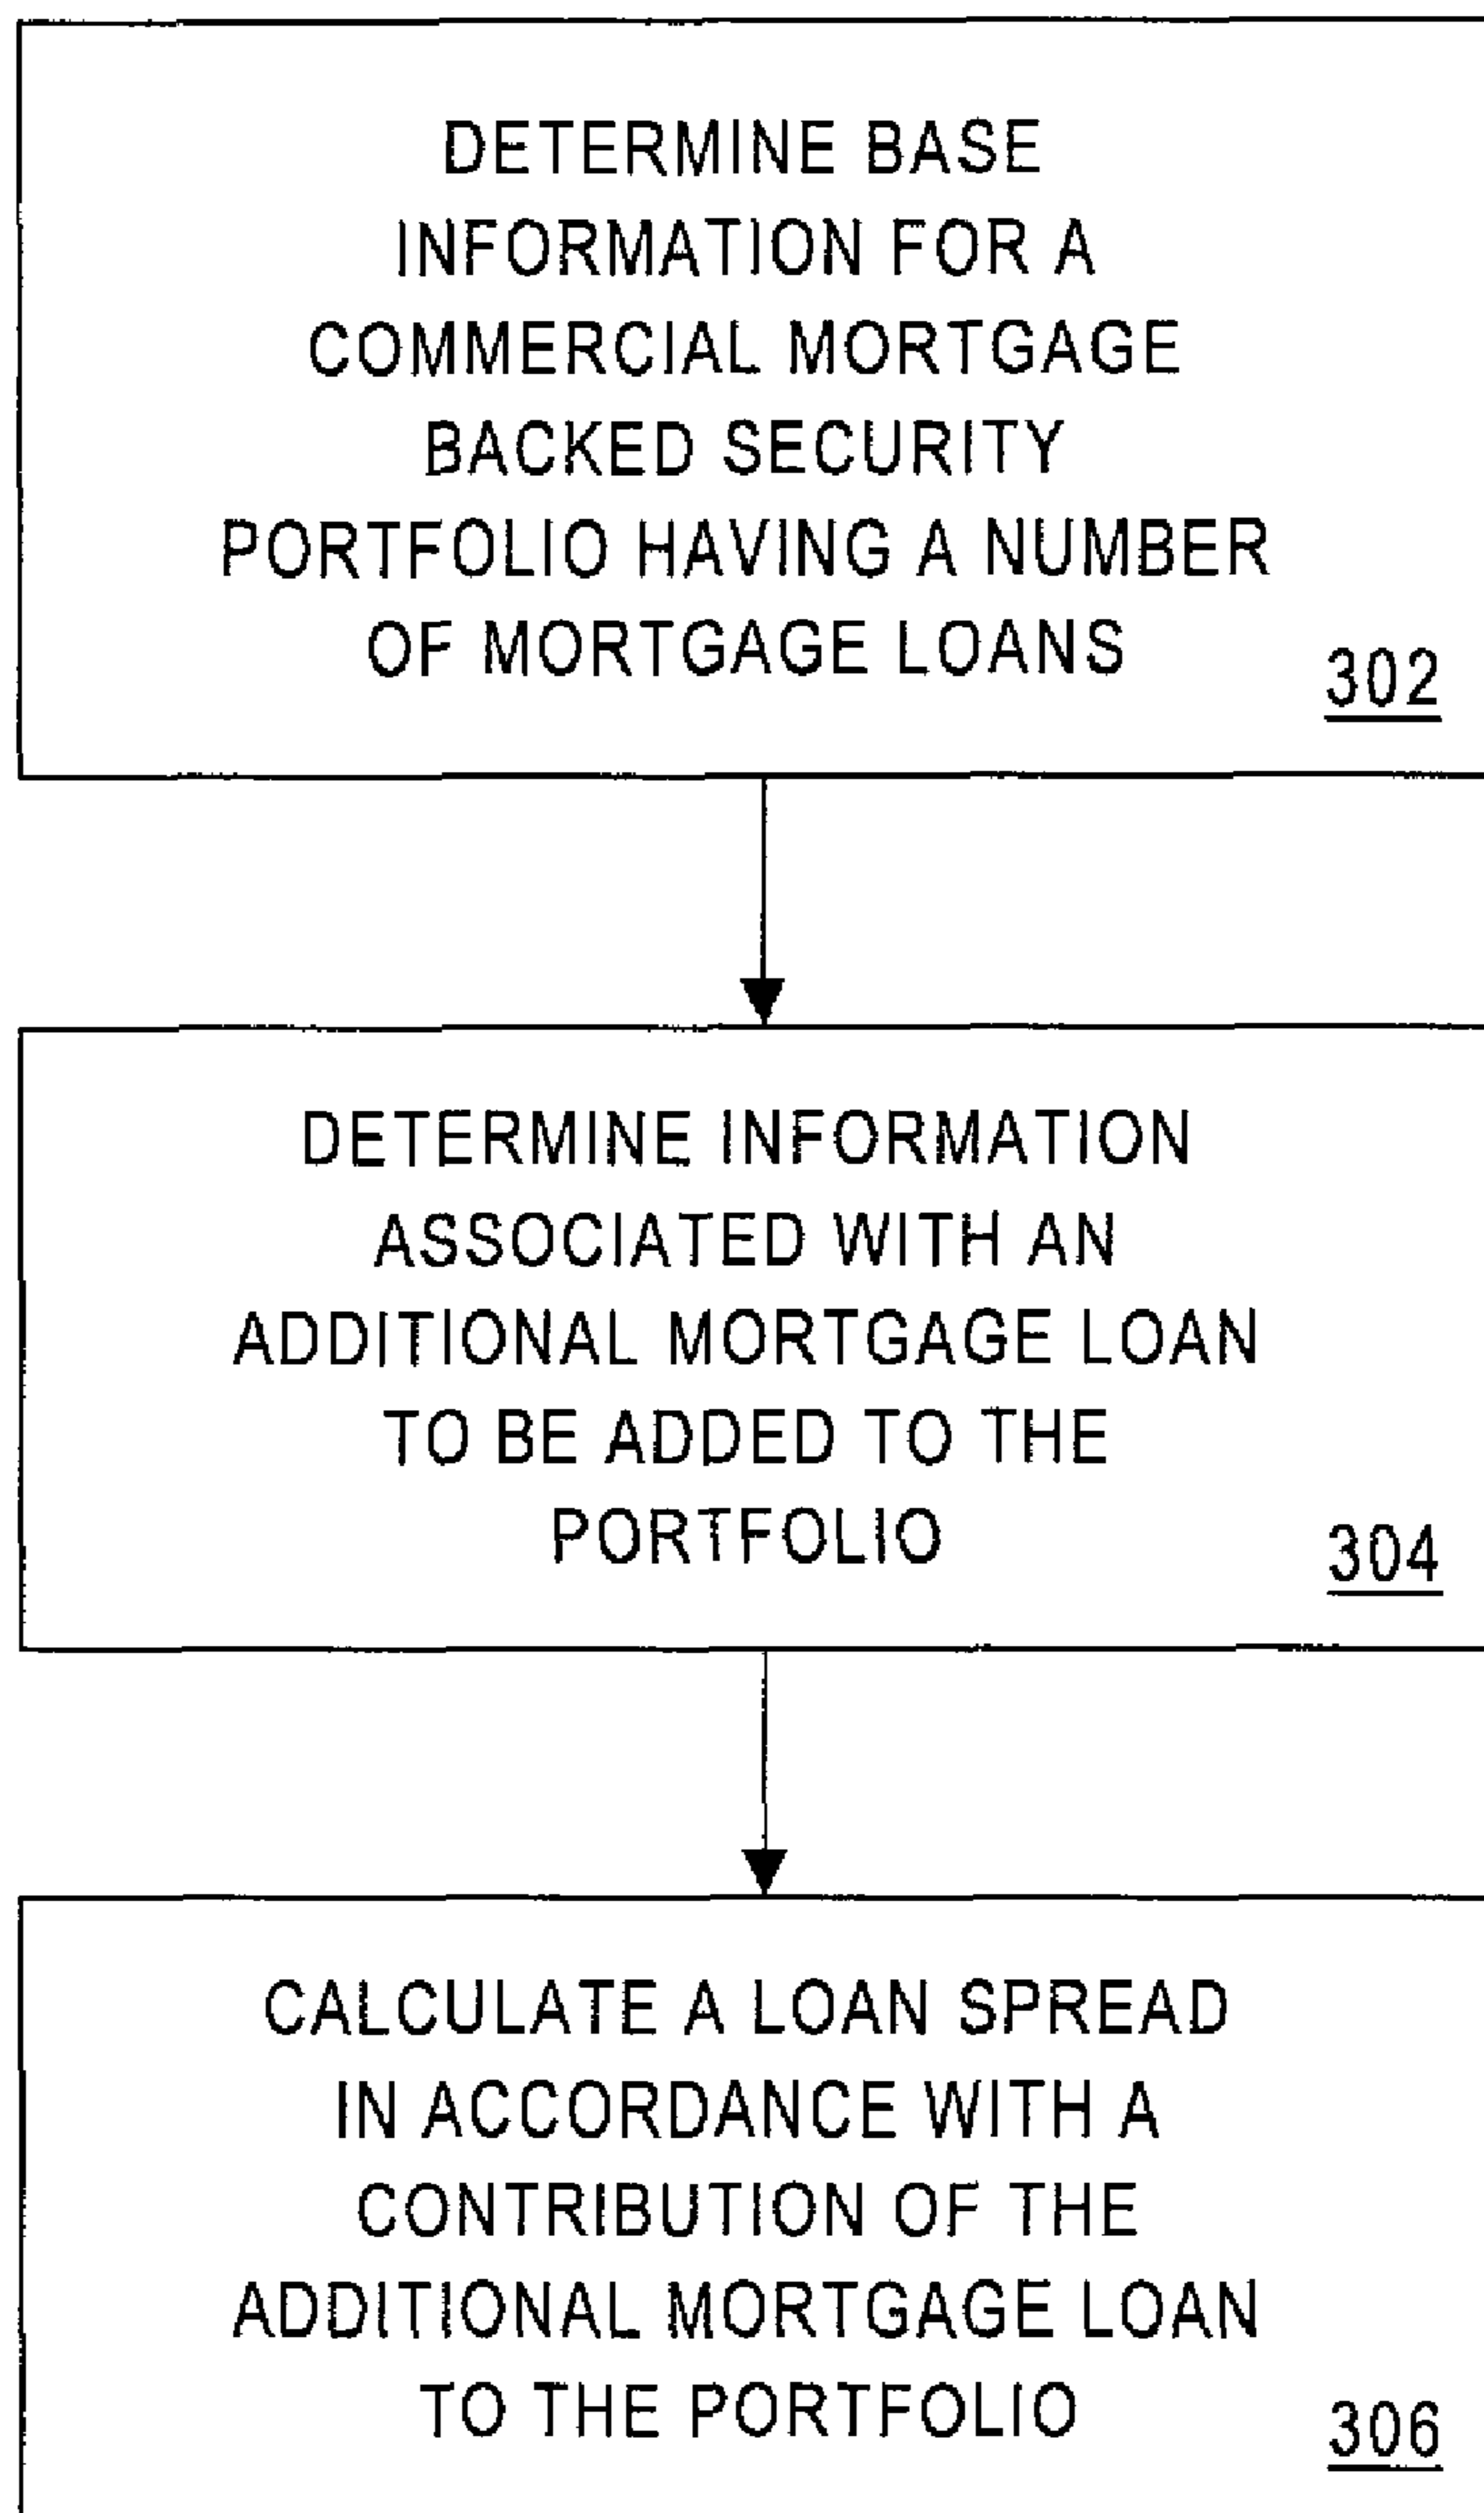 DETERMINE BASE
INFORMATION FOR A
COMMERCIAL MORTGAGE
BACKED SECURITY
PORTFOLIO HAVING A NUMBER
OF MORTGAGE LOANS
302
DETERMINE INFORMATION
ASSOCIATED WITH AN
ADDITIONAL MORTGAGE LOAN
TO BE ADDED TO THE
PORTFOLIO
304
CALCULATE A LOAN SPREAD
IN ACCORDANCE WITH A
CONTRIBUTION OF THE
ADDITIONAL MORTGAGE LOAN
TO THE PORTFOLIO
306